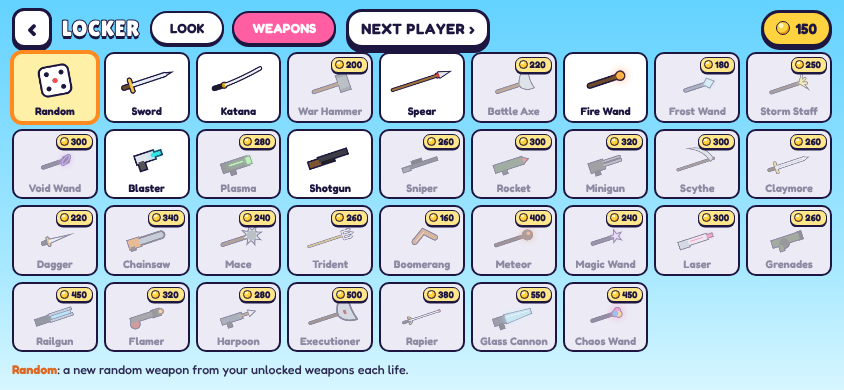 LOCKER LOOK WEAPONS NEXT PLAYER › 150
200 220 180 250
Random Sword Katana War Hammer Spear Battle Axe Fire Wand Frost Wand Storm Staff
300 280 260 300 320 300 260
Void Wand Blaster Plasma Shotgun Sniper Rocket Minigun Scythe Claymore
220 340 240 260 160 400 240 300 260
Dagger Chainsaw Mace Trident Boomerang Meteor Magic Wand Laser Grenades
450 320 280 500 380 550 450
Railgun Flamer Harpoon Executioner Rapier Glass Cannon Chaos Wand
Random: a new random weapon from your unlocked weapons each life.